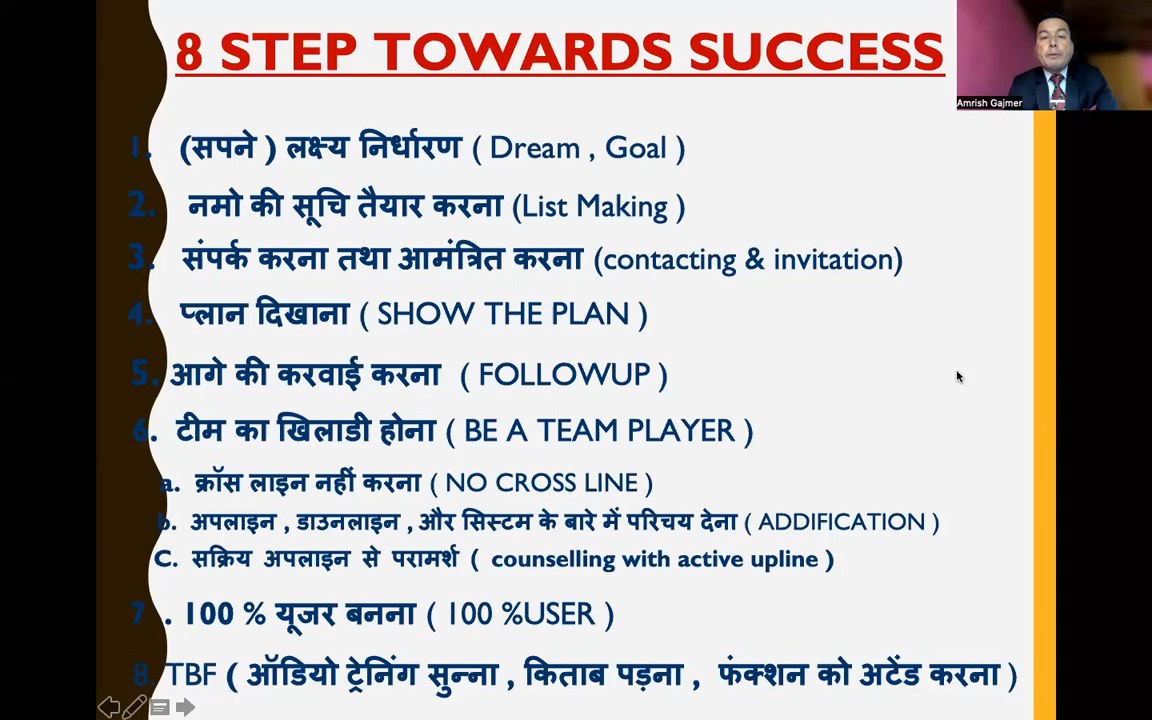 8 STEP TOWARDS SUCCESS
Amrish Gajmer
1. (सपने ) लक्ष्य निर्धारण ( Dream , Goal )
2. नमो की सूचि तैयार करना (List Making )
3. संपर्क करना तथा आमंत्रित करना (contacting & invitation)
4. प्लान दिखाना ( SHOW THE PLAN )
5. आगे की करवाई करना ( FOLLOWUP )
6. टीम का खिलाडी होना ( BE A TEAM PLAYER )
a. क्रॉस लाइन नहीं करना ( NO CROSS LINE )
b. अपलाइन , डाउनलाइन , और सिस्टम के बारे में परिचय देना ( ADDIFICATION )
C. सक्रिय अपलाइन से परामर्श ( counselling with active upline )
7 . 100 % यूजर बनना ( 100 %USER )
8. TBF ( ऑडियो ट्रेनिंग सुन्ना , किताब पड़ना , फंक्शन को अटेंड करना )